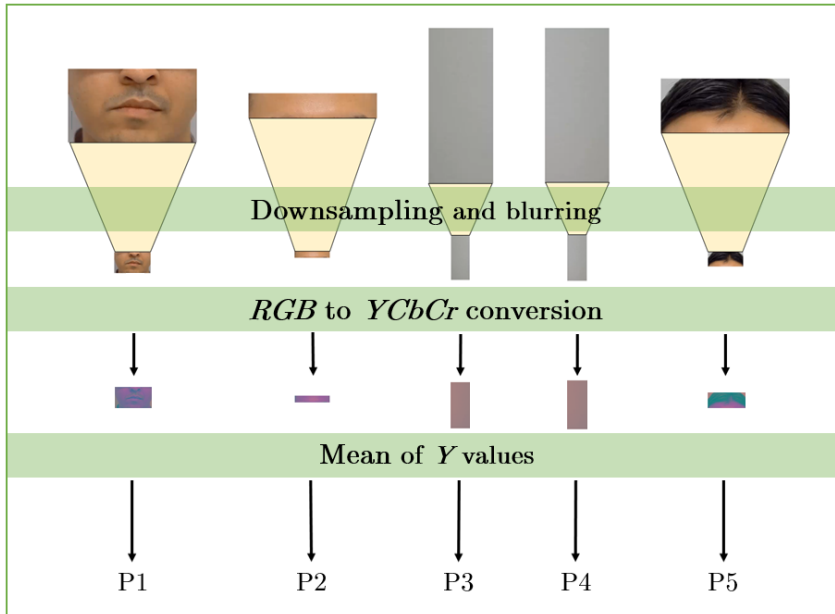 Downsampling and blurring
RGB to YCbCr conversion
Mean of Y values
P1 P2 P3 P4 P5